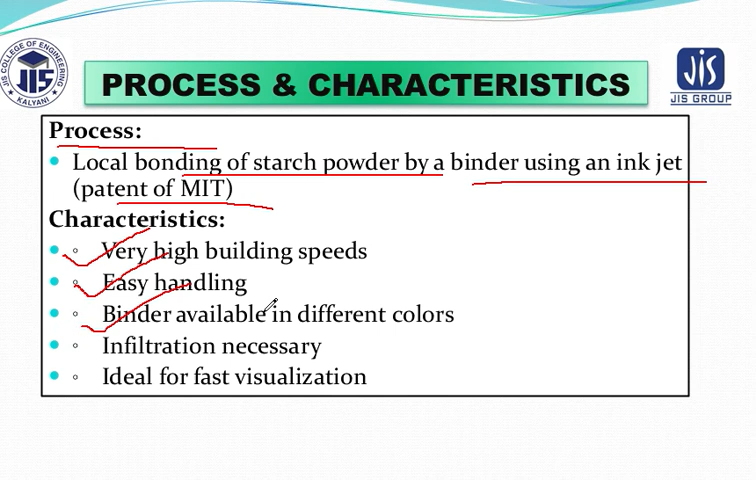 JIS COLLEGE OF ENGINEERING
JIS
KALYANI
PROCESS & CHARACTERISTICS
JIS
JIS GROUP
Process:
• Local bonding of starch powder by a binder using an ink jet
(patent of MIT)
Characteristics:
• ◦ Very high building speeds
• ◦ Easy handling
• ◦ Binder available in different colors
• ◦ Infiltration necessary
• ◦ Ideal for fast visualization